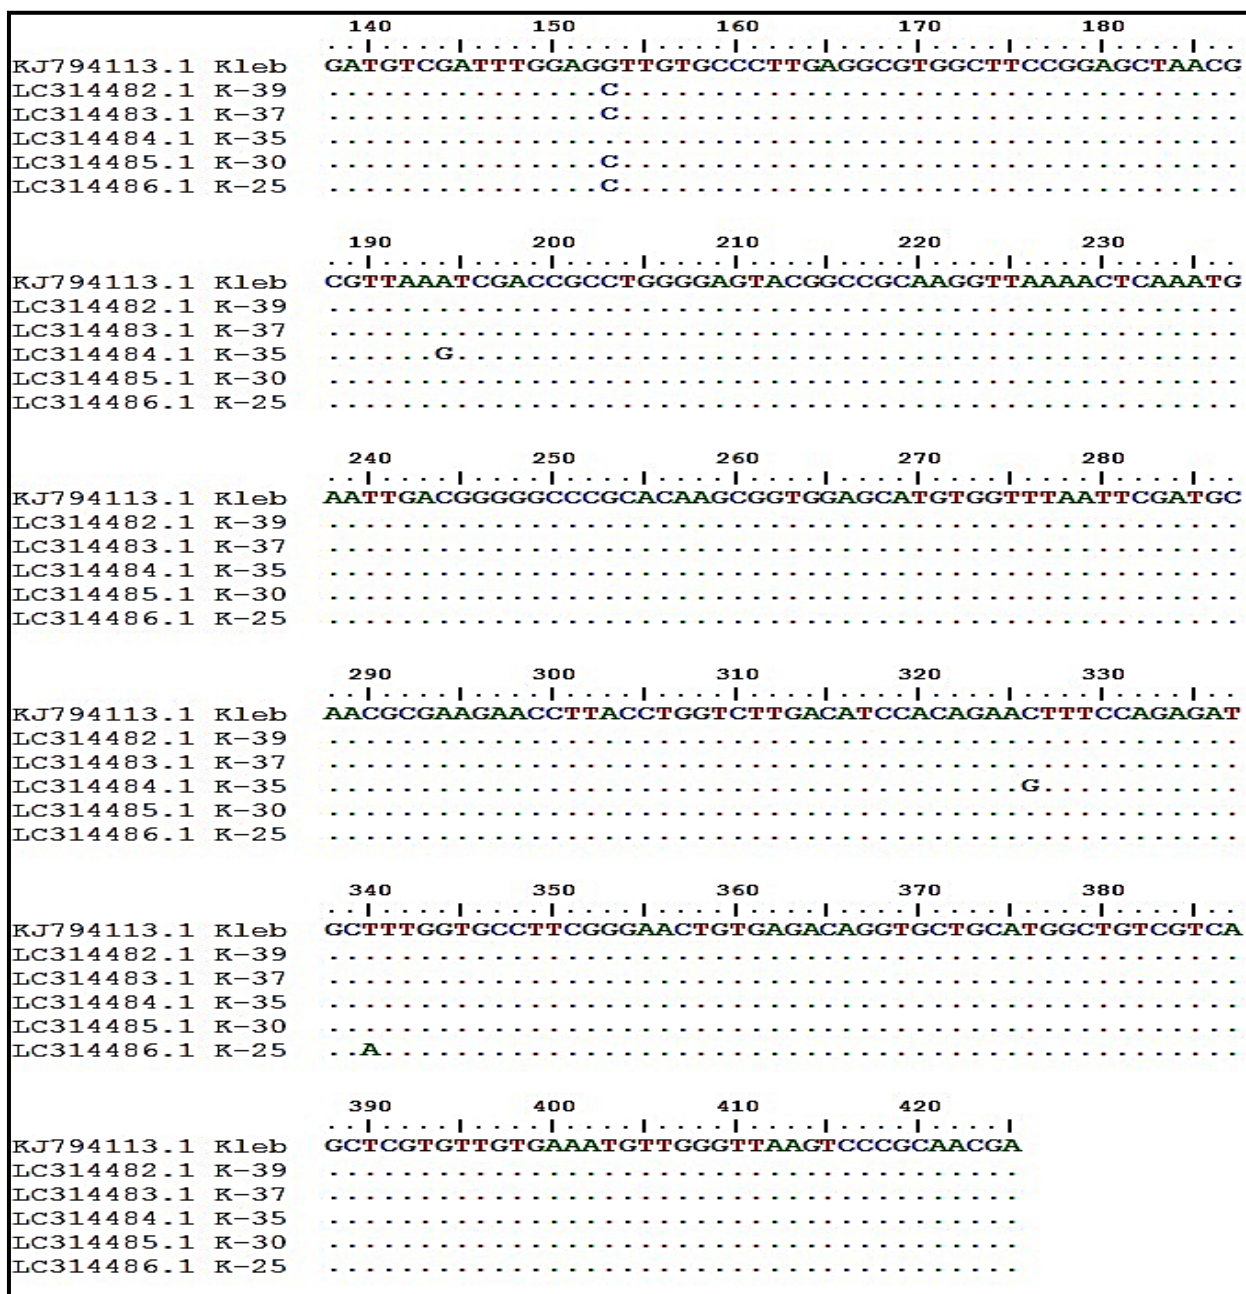 140 150 160 170 180
..|....|....|....|....|....|....|....|....|....|..
KJ794113.1 Kleb GATGTCGATTTGGAGGTTGTGCCCTTGAGGCGTGGCTTCCGGAGCTAACG
LC314482.1 K-39 ...............C..................................
LC314483.1 K-37 ...............C..................................
LC314484.1 K-35 ..................................................
LC314485.1 K-30 ...............C..................................
LC314486.1 K-25 ...............C..................................
190 200 210 220 230
..|....|....|....|....|....|....|....|....|....|..
KJ794113.1 Kleb CGTTAAATCGACCGCCTGGGGAGTACGGCCGCAAGGTTAAAACTCAAATG
LC314482.1 K-39 ..................................................
LC314483.1 K-37 ..................................................
LC314484.1 K-35 ......G...........................................
LC314485.1 K-30 ..................................................
LC314486.1 K-25 ..................................................
240 250 260 270 280
..|....|....|....|....|....|....|....|....|....|..
KJ794113.1 Kleb AATTGACGGGGGCCCGCACAAGCGGTGGAGCATGTGGTTTAATTCGATGC
LC314482.1 K-39 ..................................................
LC314483.1 K-37 ..................................................
LC314484.1 K-35 ..................................................
LC314485.1 K-30 ..................................................
LC314486.1 K-25 ..................................................
290 300 310 320 330
..|....|....|....|....|....|....|....|....|....|..
KJ794113.1 Kleb AACGCGAAGAACCTTACCTGGTCTTGACATCCACAGAACTTTCCAGAGAT
LC314482.1 K-39 ..................................................
LC314483.1 K-37 ..................................................
LC314484.1 K-35 ......................................G...........
LC314485.1 K-30 ..................................................
LC314486.1 K-25 ..................................................
340 350 360 370 380
..|....|....|....|....|....|....|....|....|....|..
KJ794113.1 Kleb GCTTTGGTGCCTTCGGGAACTGTGAGACAGGTGCTGCATGGCTGTCGTCA
LC314482.1 K-39 ..................................................
LC314483.1 K-37 ..................................................
LC314484.1 K-35 ..................................................
LC314485.1 K-30 ..................................................
LC314486.1 K-25 ..A...............................................
390 400 410 420
..|....|....|....|....|....|....|....|
KJ794113.1 Kleb GCTCGTGTTGTGAAATGTTGGGTTAAGTCCCGCAACGA
LC314482.1 K-39 ......................................
LC314483.1 K-37 ......................................
LC314484.1 K-35 ......................................
LC314485.1 K-30 ......................................
LC314486.1 K-25 ......................................